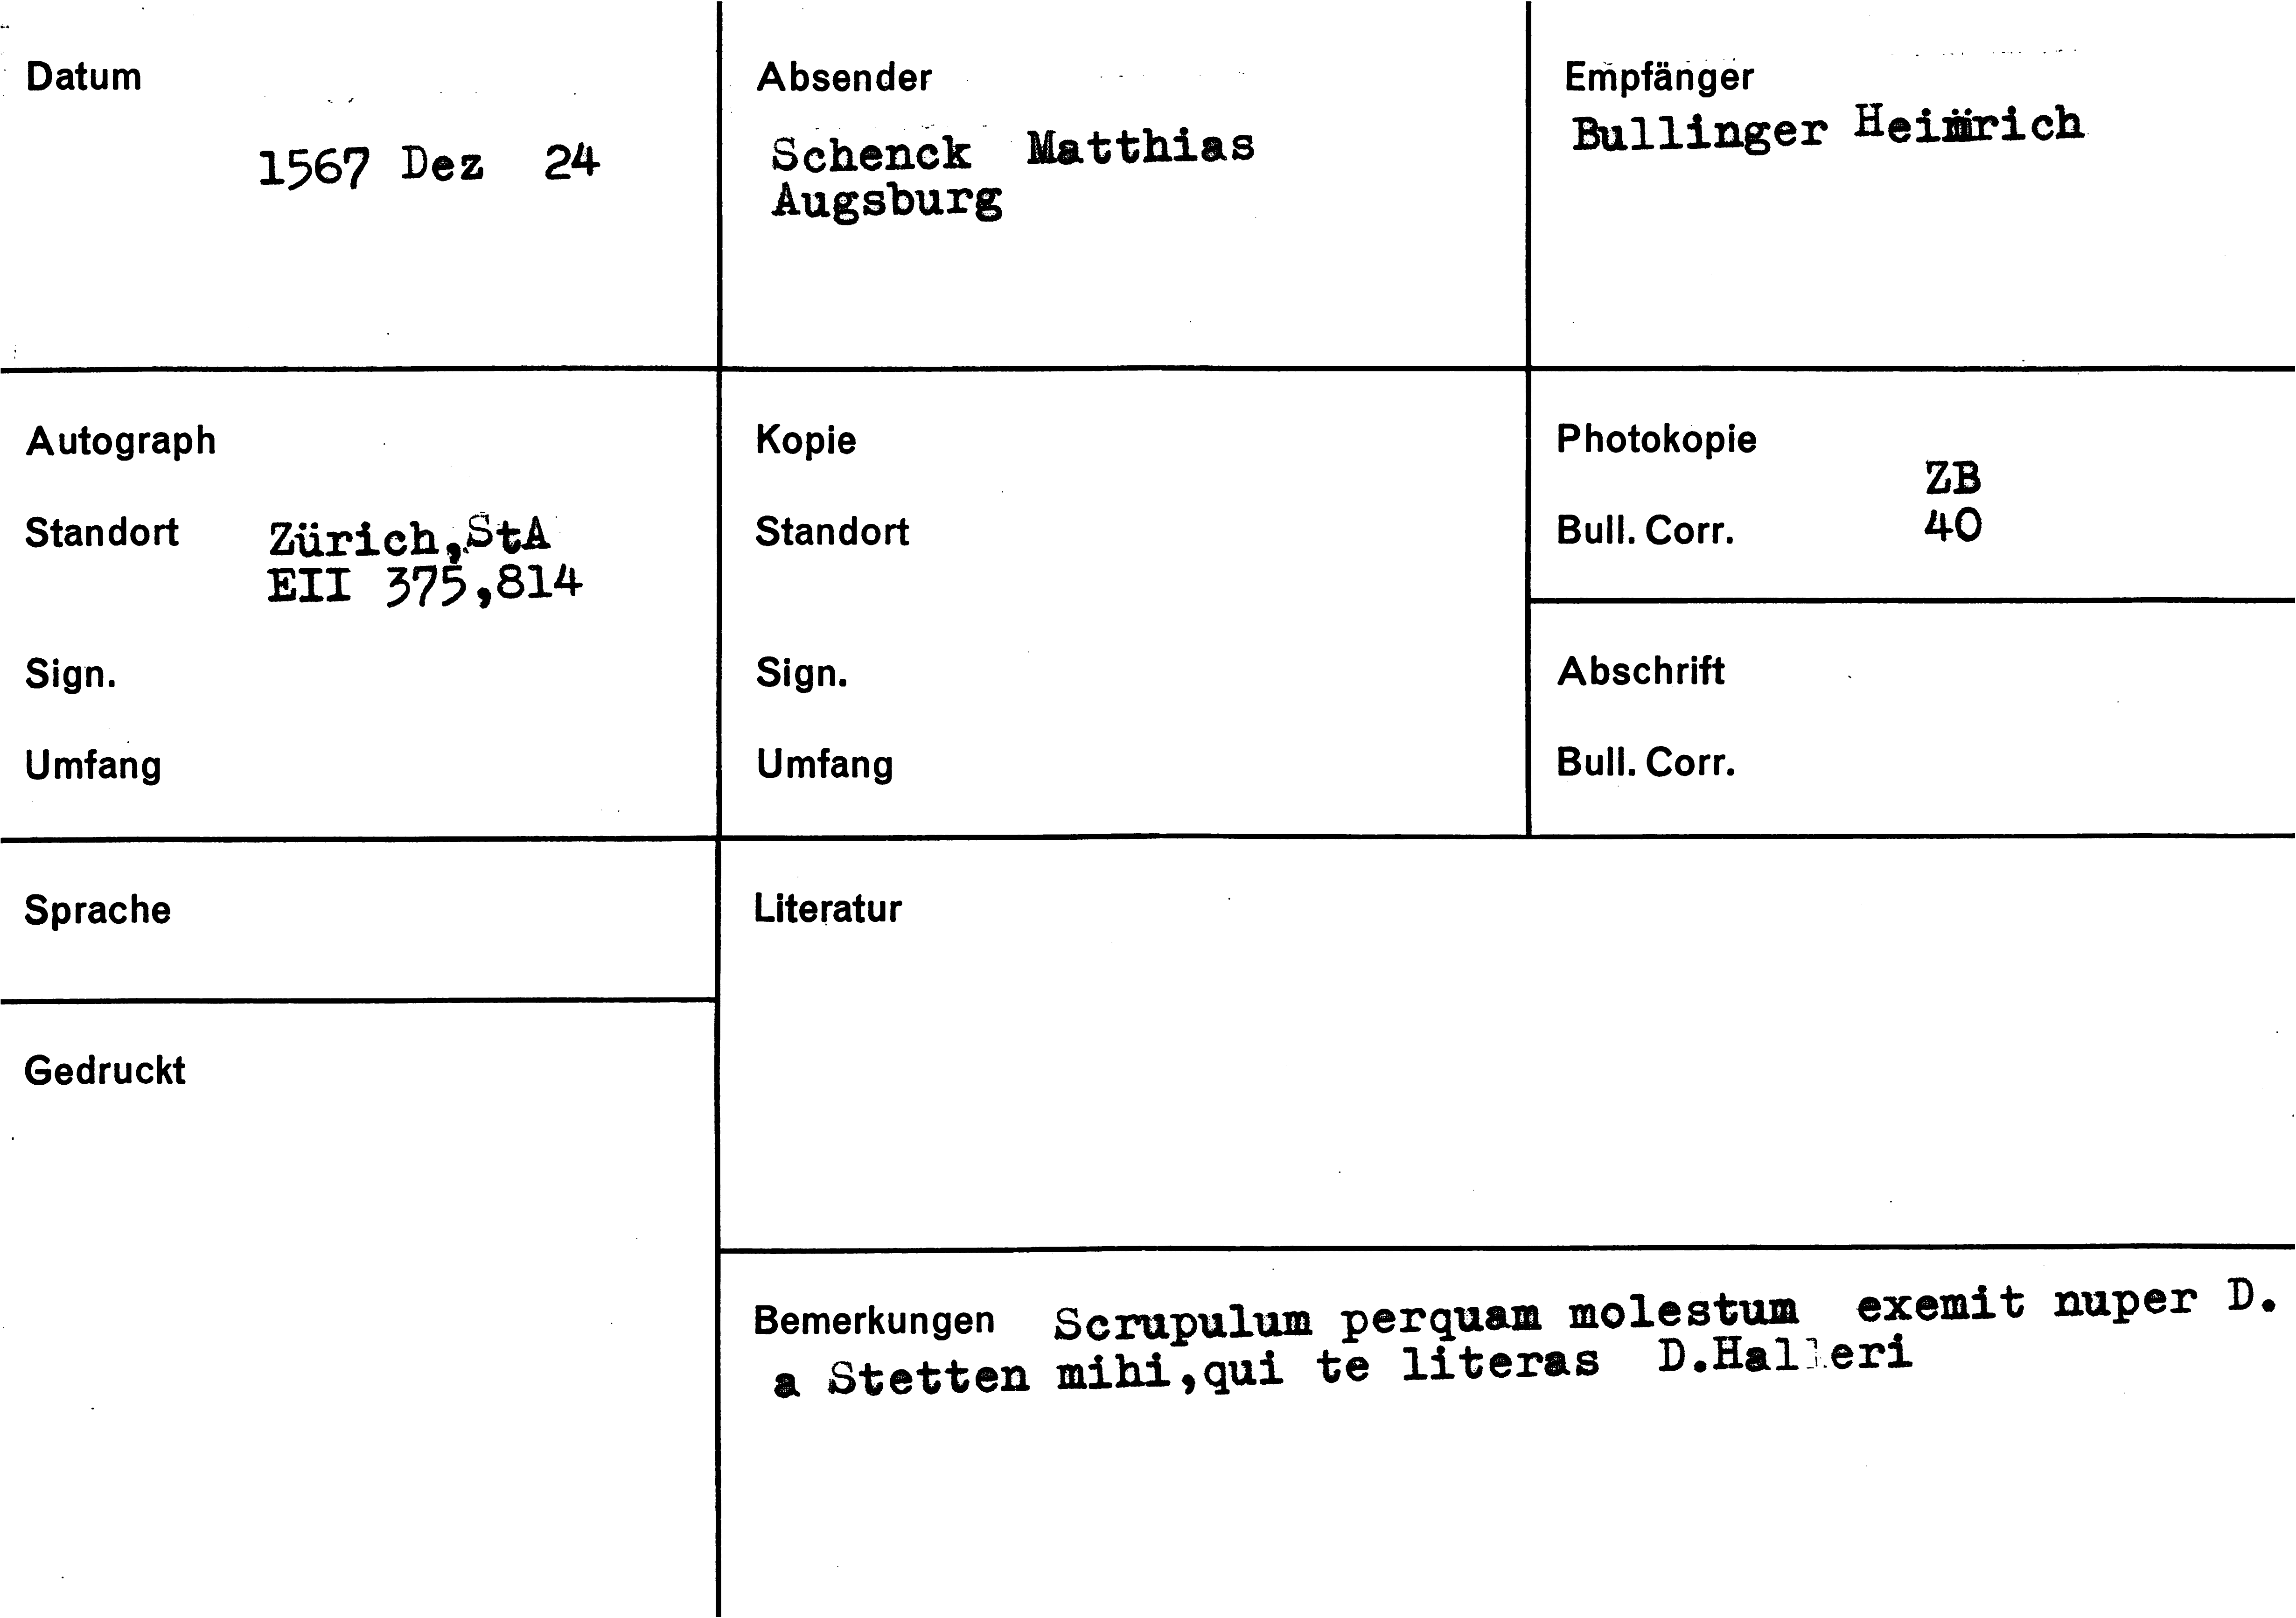 Datum
1567 Dez 24
Absender
Schenck Matthias
Augsburg
Empfänger
Bullinger Heinrich
Autograph
Standort Zürich, StA
EII 375,814
Sign.
Umfang
Kopie
Standort
Sign.
Umfang
Photokopie
ZB
Bull. Corr. 40
Abschrift
Bull. Corr.
Sprache
Gedruckt
Literatur
Bemerkungen Scrupulum perquam molestum exemit nuper D.
a Stetten mihi,qui te literas D.Halleri